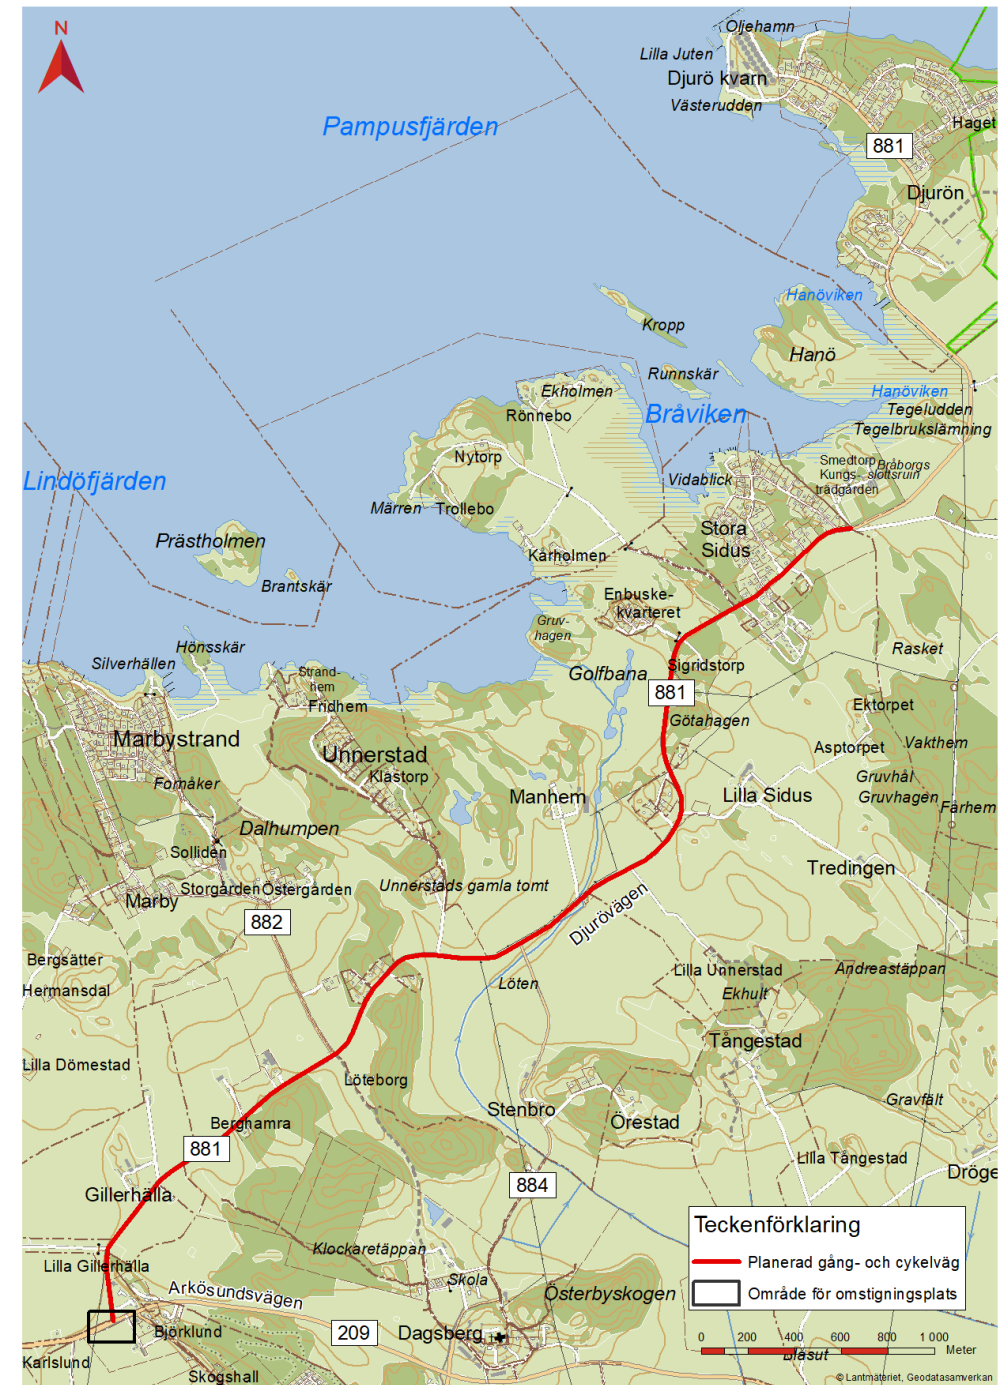 N
Oljehamn
Lilla Juten
Djurö kvarn
Västerudden
Haget
Pampusfjärden
881
Djurön
Hanöviken
Kropp
Hanö
Runnskär
Ekholmen
Hanöviken
Rönnebo
Bråviken
Tegeludden
Tegelbrukslämning
Nytorp
Smedtorp
Bråborgs
Kungs-
slottsruin
trädgården
Lindöfjärden
Vidablick
Märren
Trollebo
Stora
Sidus
Prästholmen
Kårholmen
Brantskär
Enbuske-
kvarteret
Gruv-
hagen
Hönsskär
Rasket
Silverhällen
Sigridstorp
Strand-
hem
Golfbana
881
Fridhem
Ektorpet
Götahagen
Marbystrand
Asptorpet
Vakthem
Unnerstad
Klastorp
Gruvhål
Fornåker
Manhem
Lilla Sidus
Gruvhagen
Farhem
Dalhumpen
Solliden
Tredingen
Storgården
Östergården
Unnerstads gamla tomt
Marby
882
Djurövägen
Bergsätter
Lilla Unnerstad
Andreastäppan
Hermansdal
Löten
Ekhult
Tångestad
Lilla Dömestad
Löteborg
Stenbro
Gravfält
Berghamra
Örestad
881
Lilla Tångestad
Dröge
884
Gillerhälla
Teckenförklaring
Klockaretäppan
Planerad gång- och cykelväg
Lilla Gillerhälla
Skola
Arkösundsvägen
Österbyskogen
Område för omstigningsplats
Björklund
209
Dagsberg
0 200 400 600 800 1 000
Meter
Blåsut
Karlslund
Skogshall
© Lantmäteriet, Geodatasamverkan